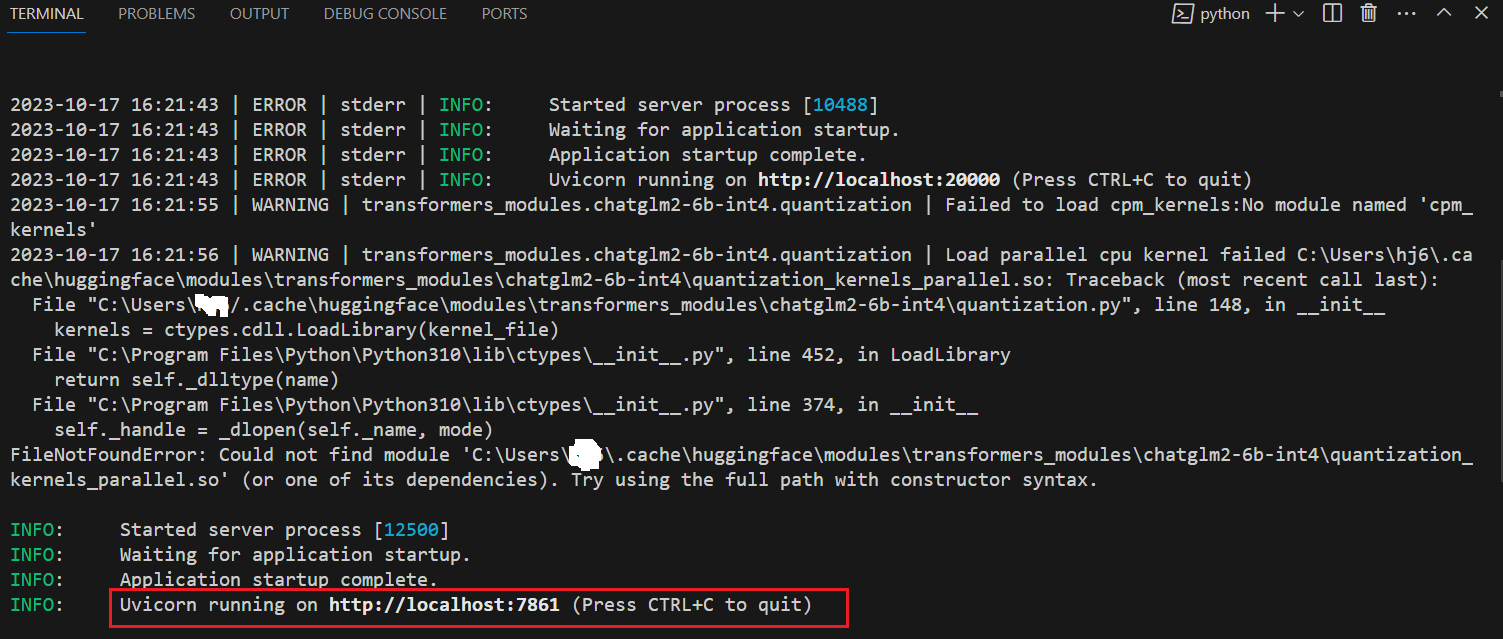 TERMINAL PROBLEMS OUTPUT DEBUG CONSOLE PORTS python
2023-10-17 16:21:43 | ERROR | stderr | INFO: Started server process [10488]
2023-10-17 16:21:43 | ERROR | stderr | INFO: Waiting for application startup.
2023-10-17 16:21:43 | ERROR | stderr | INFO: Application startup complete.
2023-10-17 16:21:43 | ERROR | stderr | INFO: Uvicorn running on http://localhost:20000 (Press CTRL+C to quit)
2023-10-17 16:21:55 | WARNING | transformers_modules.chatglm2-6b-int4.quantization | Failed to load cpm_kernels:No module named 'cpm_
kernels'
2023-10-17 16:21:56 | WARNING | transformers_modules.chatglm2-6b-int4.quantization | Load parallel cpu kernel failed C:\Users\hj6\.ca
che\huggingface\modules\transformers_modules\chatglm2-6b-int4\quantization_kernels_parallel.so: Traceback (most recent call last):
File "C:\Users\/.cache\huggingface\modules\transformers_modules\chatglm2-6b-int4\quantization.py", line 148, in __init__
kernels = ctypes.cdll.LoadLibrary(kernel_file)
File "C:\Program Files\Python\Python310\lib\ctypes\__init__.py", line 452, in LoadLibrary
return self._dlltype(name)
File "C:\Program Files\Python\Python310\lib\ctypes\__init__.py", line 374, in __init__
self._handle = _dlopen(self._name, mode)
FileNotFoundError: Could not find module 'C:\Users\\.cache\huggingface\modules\transformers_modules\chatglm2-6b-int4\quantization_
kernels_parallel.so' (or one of its dependencies). Try using the full path with constructor syntax.
INFO: Started server process [12500]
INFO: Waiting for application startup.
INFO: Application startup complete.
INFO: Uvicorn running on http://localhost:7861 (Press CTRL+C to quit)